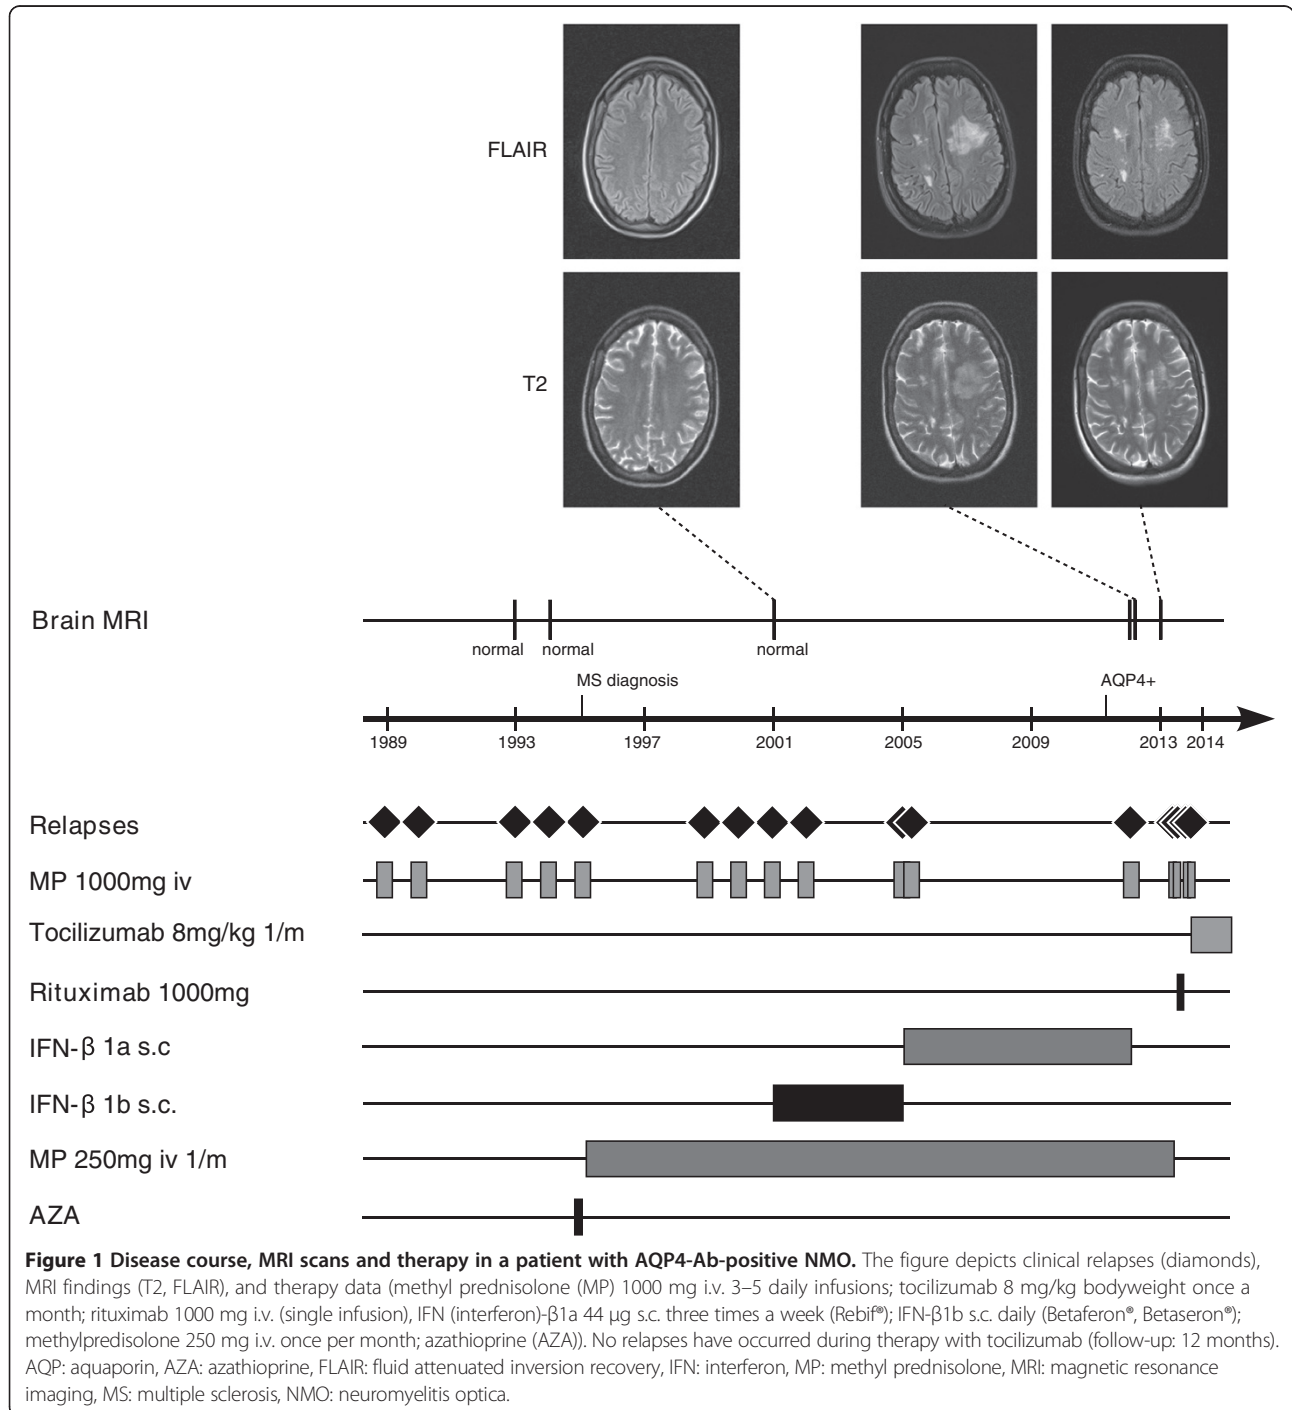 FLAIR
T2
Brain MRI
normal normal normal
MS diagnosis AQP4+
1989 1993 1997 2001 2005 2009 2013 2014
Relapses
MP 1000mg iv
Tocilizumab 8mg/kg 1/m
Rituximab 1000mg
IFN-β 1a s.c
IFN-β 1b s.c.
MP 250mg iv 1/m
AZA
Figure 1 Disease course, MRI scans and therapy in a patient with AQP4-Ab-positive NMO. The figure depicts clinical relapses (diamonds),
MRI findings (T2, FLAIR), and therapy data (methyl prednisolone (MP) 1000 mg i.v. 3–5 daily infusions; tocilizumab 8 mg/kg bodyweight once a
month; rituximab 1000 mg i.v. (single infusion), IFN (interferon)-β1a 44 μg s.c. three times a week (Rebif®); IFN-β1b s.c. daily (Betaferon®, Betaseron®);
methylpredisolone 250 mg i.v. once per month; azathioprine (AZA)). No relapses have occurred during therapy with tocilizumab (follow-up: 12 months).
AQP: aquaporin, AZA: azathioprine, FLAIR: fluid attenuated inversion recovery, IFN: interferon, MP: methyl prednisolone, MRI: magnetic resonance
imaging, MS: multiple sclerosis, NMO: neuromyelitis optica.